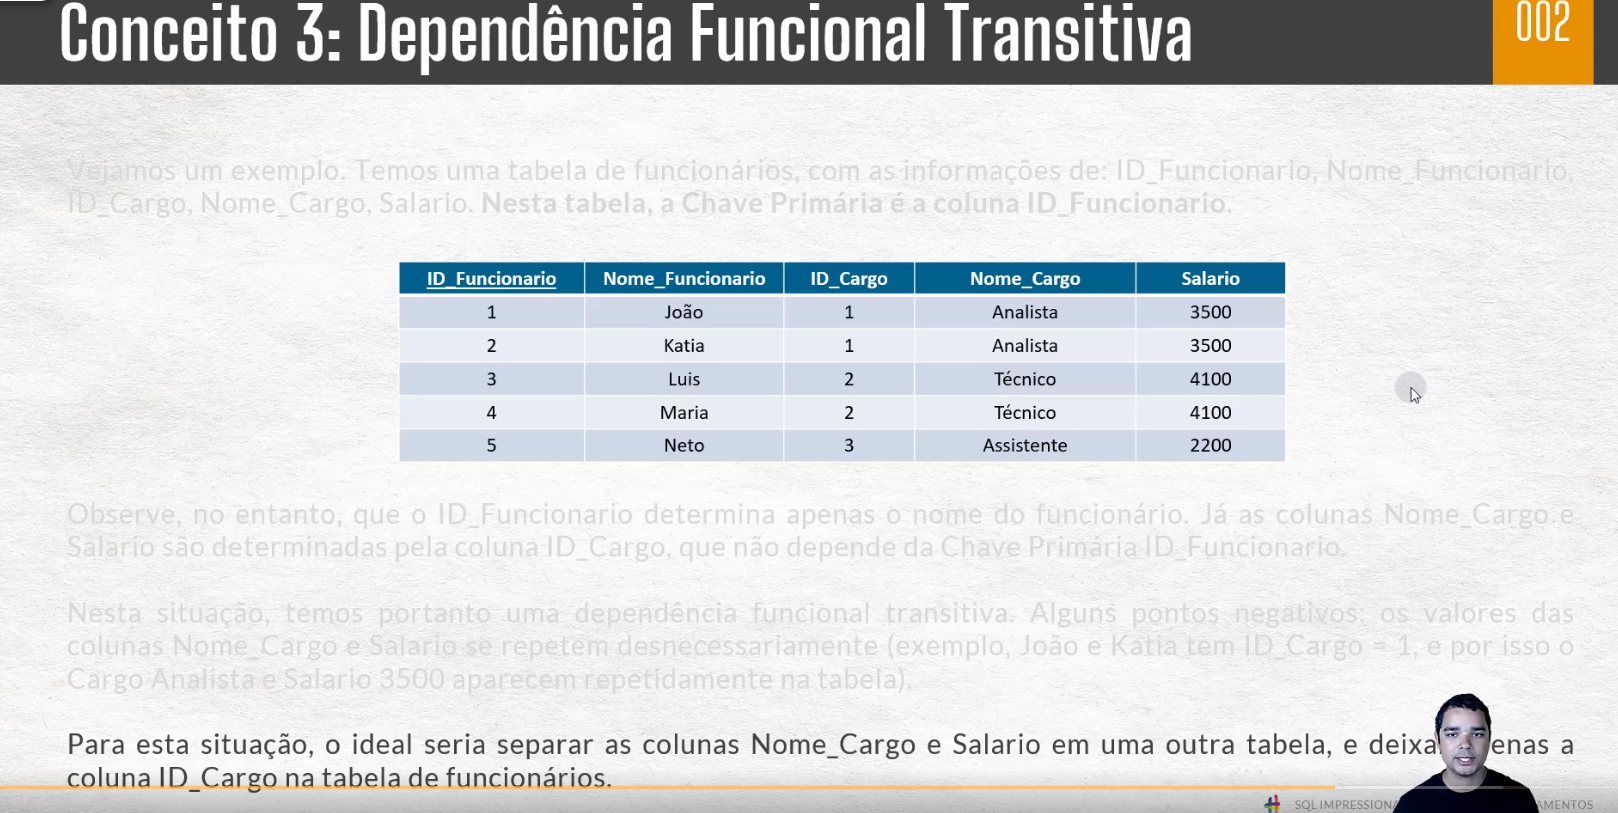 Conceito 3: Dependência Funcional Transitiva
002
Vejamos um exemplo. Temos uma tabela de funcionários, com as informações de: ID_Funcionario, Nome_Funcionario,
ID_Cargo, Nome_Cargo, Salario. Nesta tabela, a Chave Primária é a coluna ID_Funcionario.
ID_Funcionario Nome_Funcionario ID_Cargo Nome_Cargo Salario
1 João 1 Analista 3500
2 Katia 1 Analista 3500
3 Luis 2 Técnico 4100
4 Maria 2 Técnico 4100
5 Neto 3 Assistente 2200
Observe, no entanto, que o ID_Funcionario determina apenas o nome do funcionário. Já as colunas Nome_Cargo e
Salario são determinadas pela coluna ID_Cargo, que não depende da Chave Primária ID_Funcionario.
Nesta situação, temos portanto uma dependência funcional transitiva. Alguns pontos negativos: os valores das
colunas Nome_Cargo e Salario se repetem desnecessariamente (exemplo, João e Katia tem ID_Cargo = 1, e por isso o
Cargo Analista e Salario 3500 aparecem repetidamente na tabela).
Para esta situação, o ideal seria separar as colunas Nome_Cargo e Salario em uma outra tabela, e a
coluna ID_Cargo na tabela de funcionários.
SQL